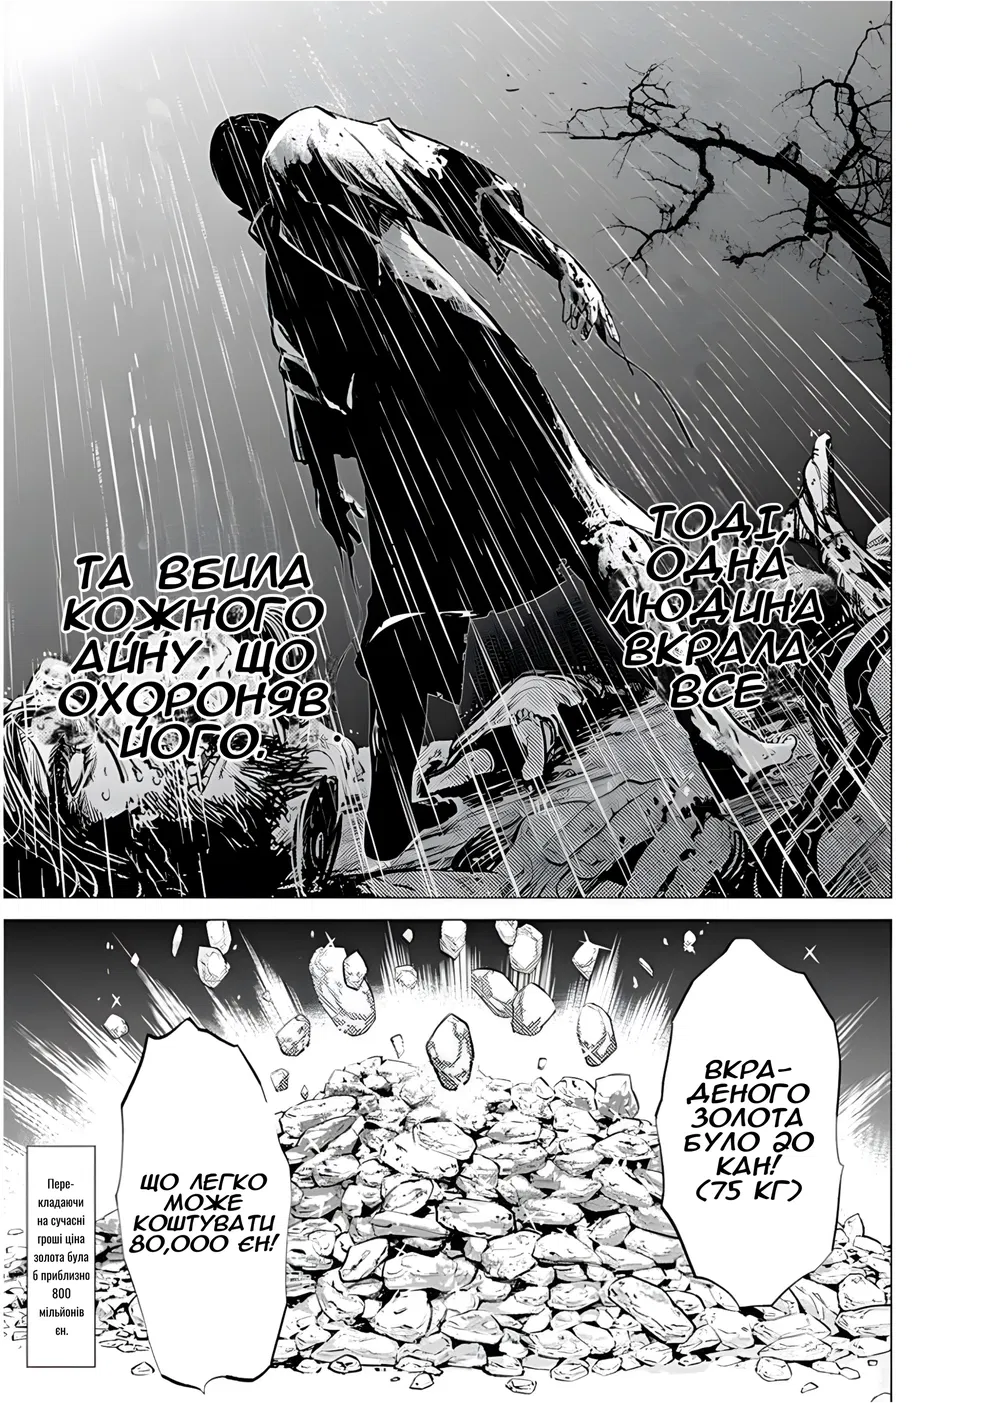 ТОДІ,
ОДНА
ЛЮДИНА
ВКРАЛА
ВСЕ
ТА ВБИЛА
КОЖНОГО
АЙНУ, ЩО
ОХОРОНЯВ
ЙОГО.
ВКРА-
ДЕНОГО
ЗОЛОТА
БУЛО 20
КАН!
(75 КГ)
ЩО ЛЕГКО
МОЖЕ
КОШТУВАТИ
80,000 ЄН!
Пере-
кладаючи
на сучасні
гроші ціна
золота була
б приблизно
800
мільйонів
єн.